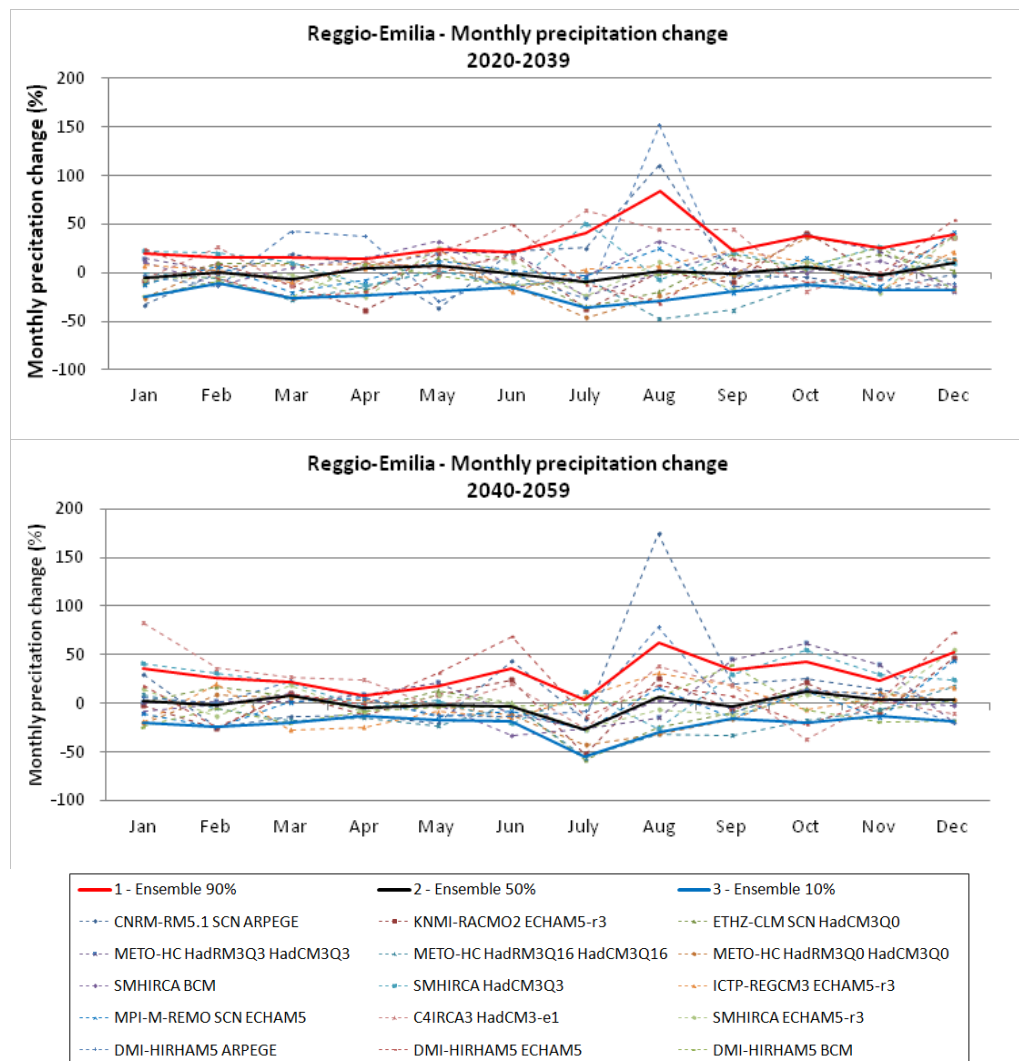 Reggio-Emilia - Monthly precipitation change
2020-2039
Monthly precitation change (%)
200
150
100
50
0
-50
-100
Jan Feb Mar Apr May Jun July Aug Sep Oct Nov Dec
Reggio-Emilia - Monthly precipitation change
2040-2059
Monthly precipitation change (%)
200
150
100
50
0
-50
-100
Jan Feb Mar Apr May Jun July Aug Sep Oct Nov Dec
1 - Ensemble 90% 2 - Ensemble 50% 3 - Ensemble 10%
CNRM-RM5.1 SCN ARPEGE KNMI-RACMO2 ECHAM5-r3 ETHZ-CLM SCN HadCM3Q0
METO-HC HadRM3Q3 HadCM3Q3 METO-HC HadRM3Q16 HadCM3Q16 METO-HC HadRM3Q0 HadCM3Q0
SMHIRCA BCM SMHIRCA HadCM3Q3 ICTP-REGCM3 ECHAM5-r3
MPI-M-REMO SCN ECHAM5 C4IRCA3 HadCM3-e1 SMHIRCA ECHAM5-r3
DMI-HIRHAM5 ARPEGE DMI-HIRHAM5 ECHAM5 DMI-HIRHAM5 BCM